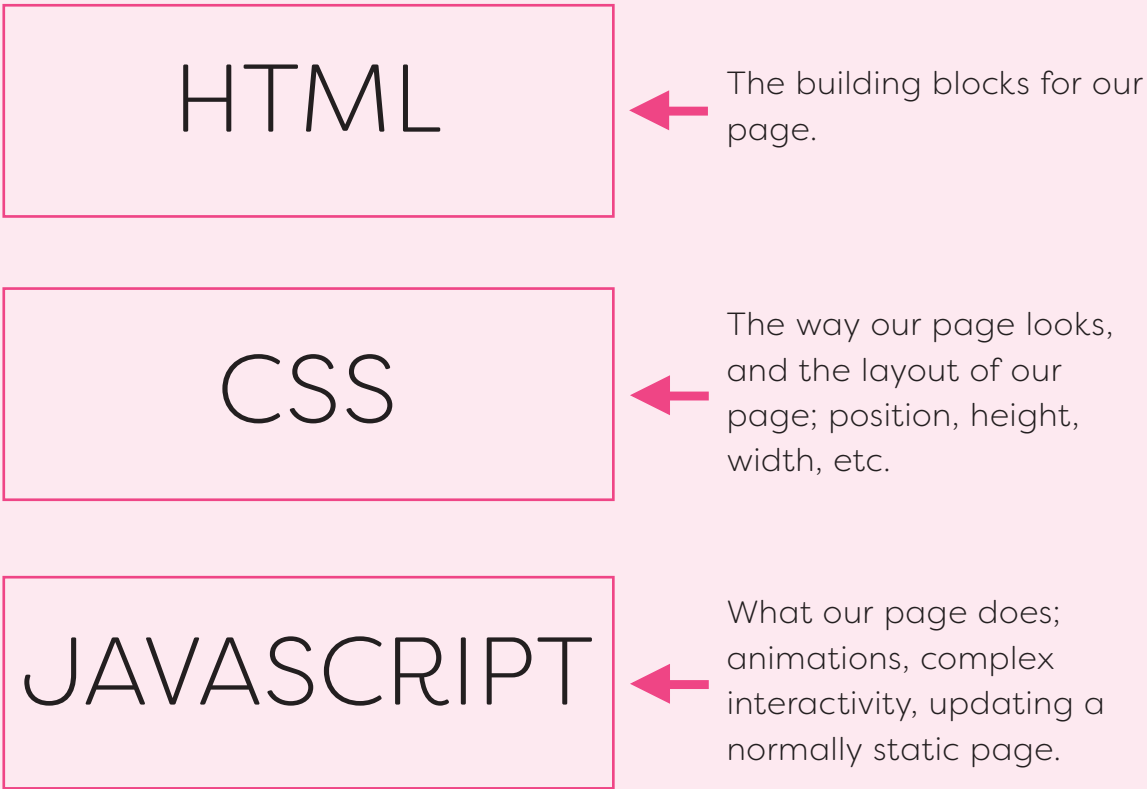 HTML
The building blocks for our
page.
CSS
The way our page looks,
and the layout of our
page; position, height,
width, etc.
JAVASCRIPT
What our page does;
animations, complex
interactivity, updating a
normally static page.